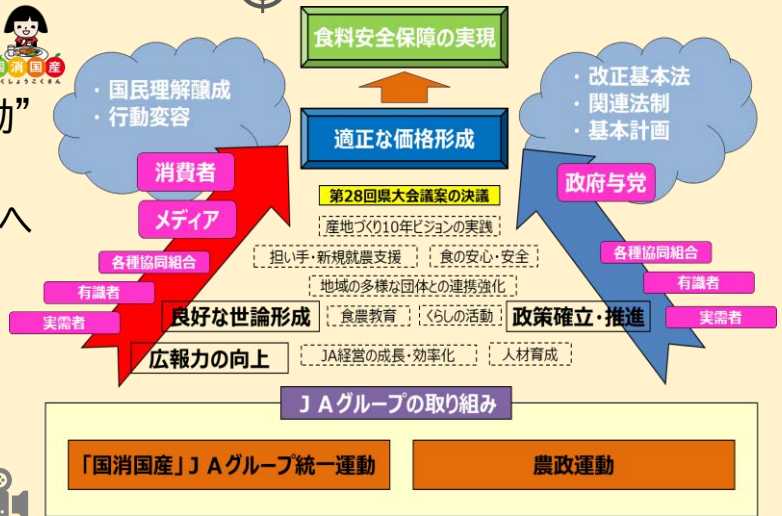 食料安全保障の実現
国消国産
こくしょうこくさん
動”
へ
・国民理解醸成
・行動変容
・改正基本法
・関連法制
・基本計画
適正な価格形成
消費者
政府与党
第28回県大会議案の決議
メディア
産地づくり10年ビジョンの実践
各種協同組合
担い手・新規就農支援
食の安心・安全
各種協同組合
有識者
地域の多様な団体との連携強化
有識者
実需者
良好な世論形成
食農教育
くらしの活動
政策確立・推進
実需者
広報力の向上
JA経営の成長・効率化
人材育成
ＪＡグループの取り組み
「国消国産」ＪＡグループ統一運動
農政運動